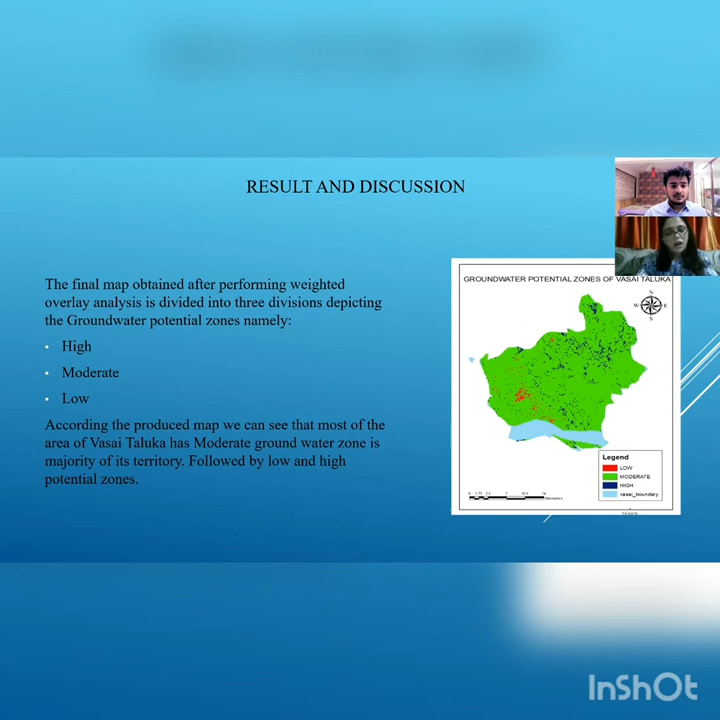 RESULT AND DISCUSSION
The final map obtained after performing weighted
overlay analysis is divided into three divisions depicting
the Groundwater potential zones namely:
• High
• Moderate
• Low
According the produced map we can see that most of the
area of Vasai Taluka has Moderate ground water zone is
majority of its territory. Followed by low and high
potential zones.
GROUNDWATER POTENTIAL ZONES OF VASAI TALUKA
N
W E
S
Legend
LOW
MODERATE
HIGH
vasai_boundary
InShOt